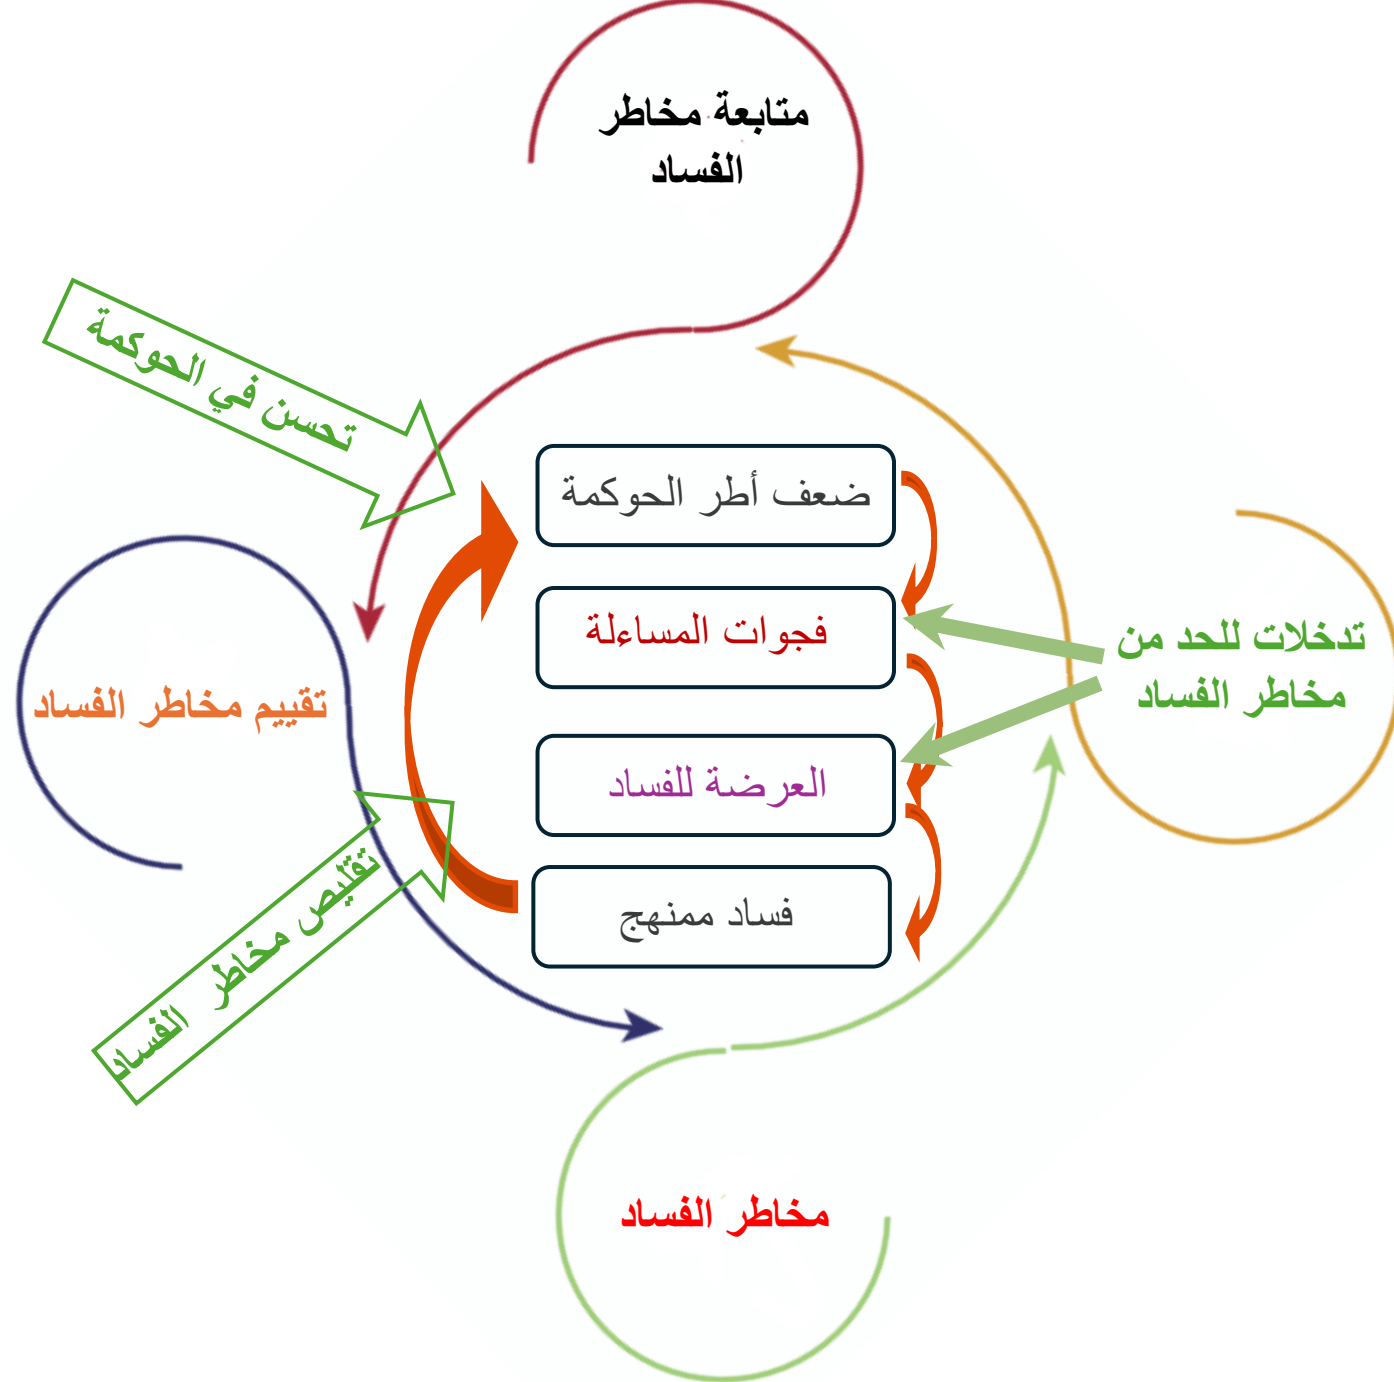 متابعة مخاطر
الفساد
تحسن في الحوكمة
ضعف أطر الحوكمة
فجوات المساءلة
تدخلات للحد من
مخاطر الفساد
تقييم مخاطر الفساد
العرضة للفساد
تقليص مخاطر الفساد
فساد ممنهج
مخاطر الفساد